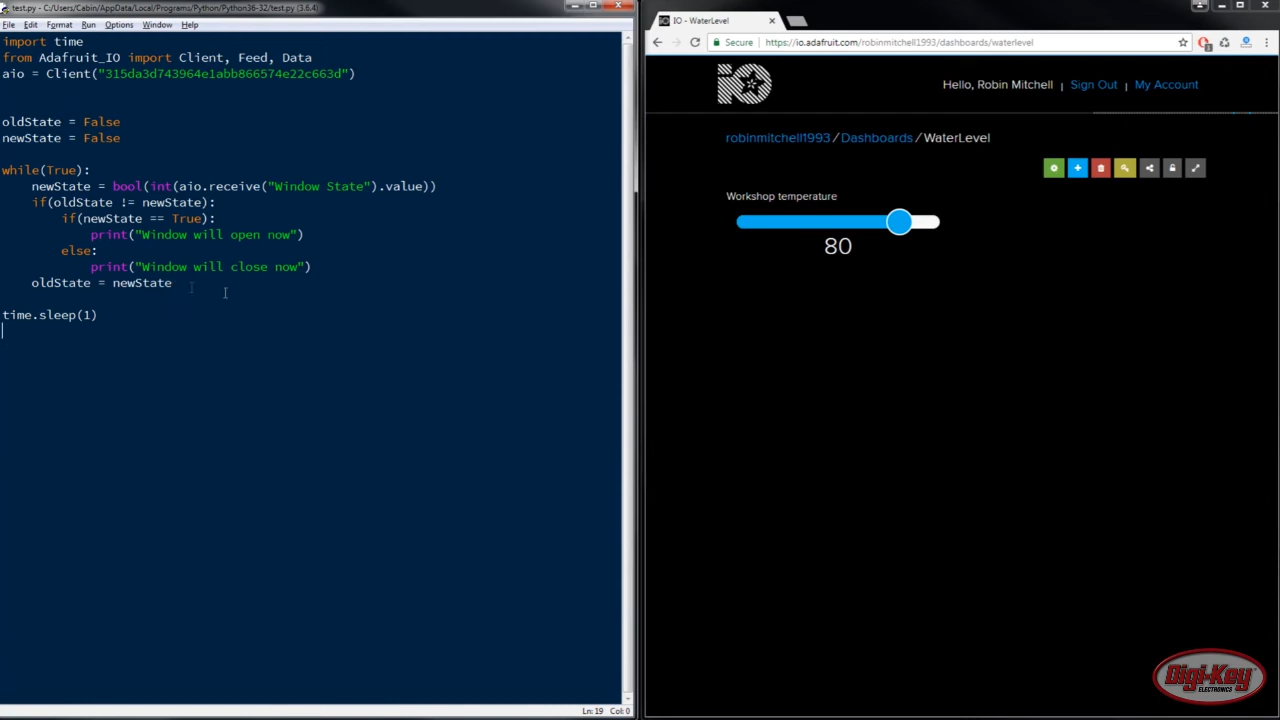 test.py - C:/Users/Cabin/AppData/Local/Programs/Python/Python36-32/test.py (3.6.4)
File Edit Format Run Options Window Help
import time
from Adafruit_IO import Client, Feed, Data
aio = Client("315da3d743964e1abb866574e22c663d")
oldState = False
newState = False
while(True):
newState = bool(int(aio.receive("Window State").value))
if(oldState != newState):
if(newState == True):
print("Window will open now")
else:
print("Window will close now")
oldState = newState
time.sleep(1)
Ln: 19 Col: 0
IO - WaterLevel
Secure https://io.adafruit.com/robinmitchell1993/dashboards/waterlevel
Hello, Robin Mitchell | Sign Out | My Account
robinmitchell1993 / Dashboards / WaterLevel
Workshop temperature
80
Digi-Key
ELECTRONICS